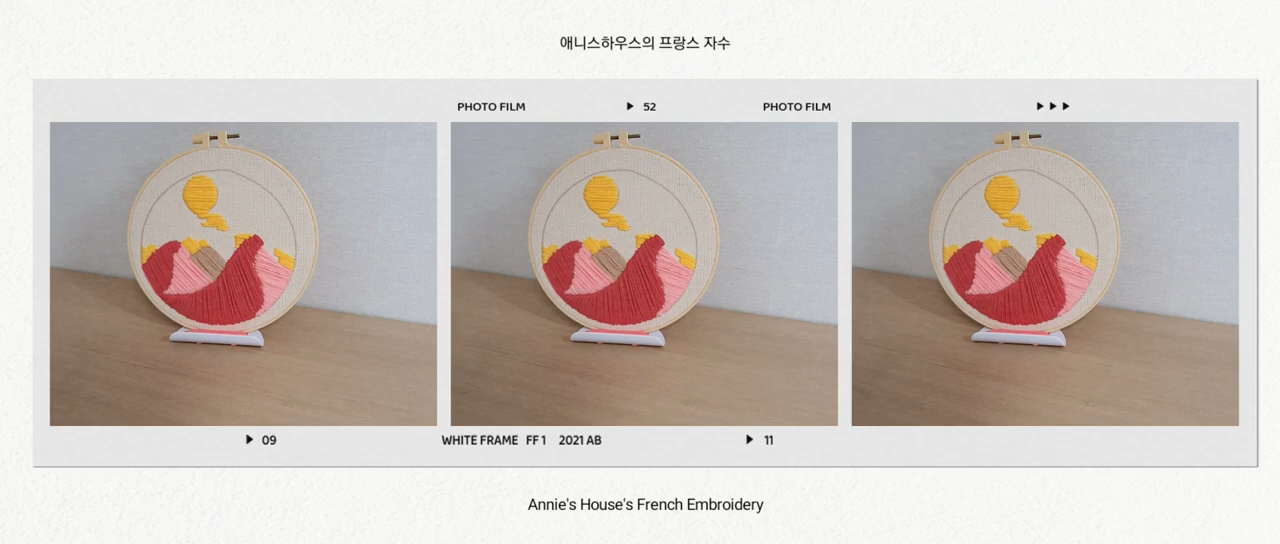 애니스하우스의 프랑스 자수
PHOTO FILM ▶ 52 PHOTO FILM ▶ ▶ ▶
▶ 09 WHITE FRAME FF 1 2021 AB ▶ 11
Annie's House's French Embroidery